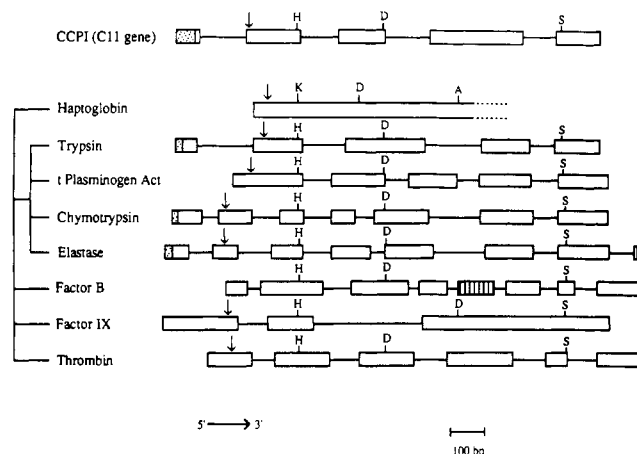 CCPI (C11 gene)
H D S
Haptoglobin
K D A
Trypsin
H D S
t Plasminogen Act
H D S
Chymotrypsin
H D S
Elastase
H D S
Factor B
H D S
Factor IX
H D S
Thrombin
H D S
5' 3'
100 bp